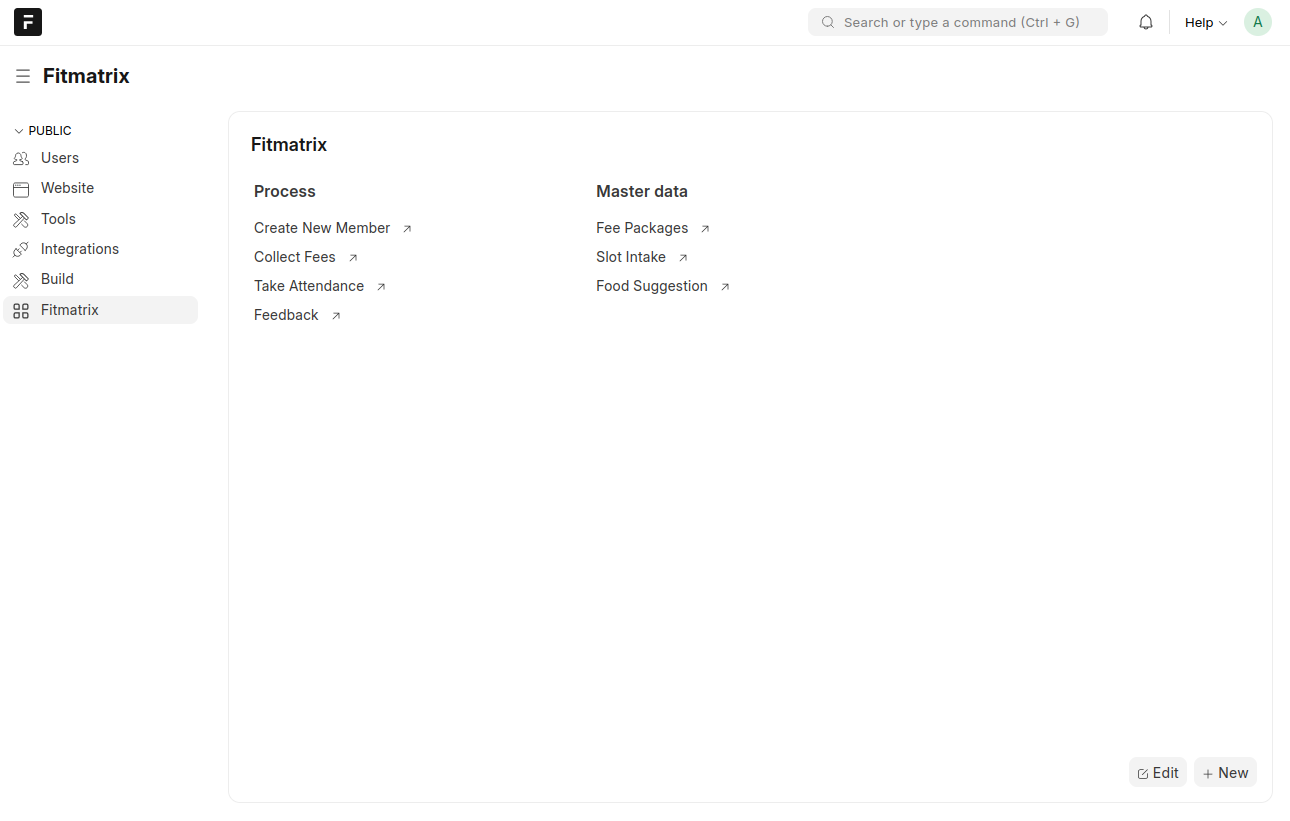 F
Search or type a command (Ctrl + G)
Help
A
Fitmatrix
PUBLIC
Users
Website
Tools
Integrations
Build
Fitmatrix
Fitmatrix
Process
Create New Member
Collect Fees
Take Attendance
Feedback
Master data
Fee Packages
Slot Intake
Food Suggestion
Edit
+ New